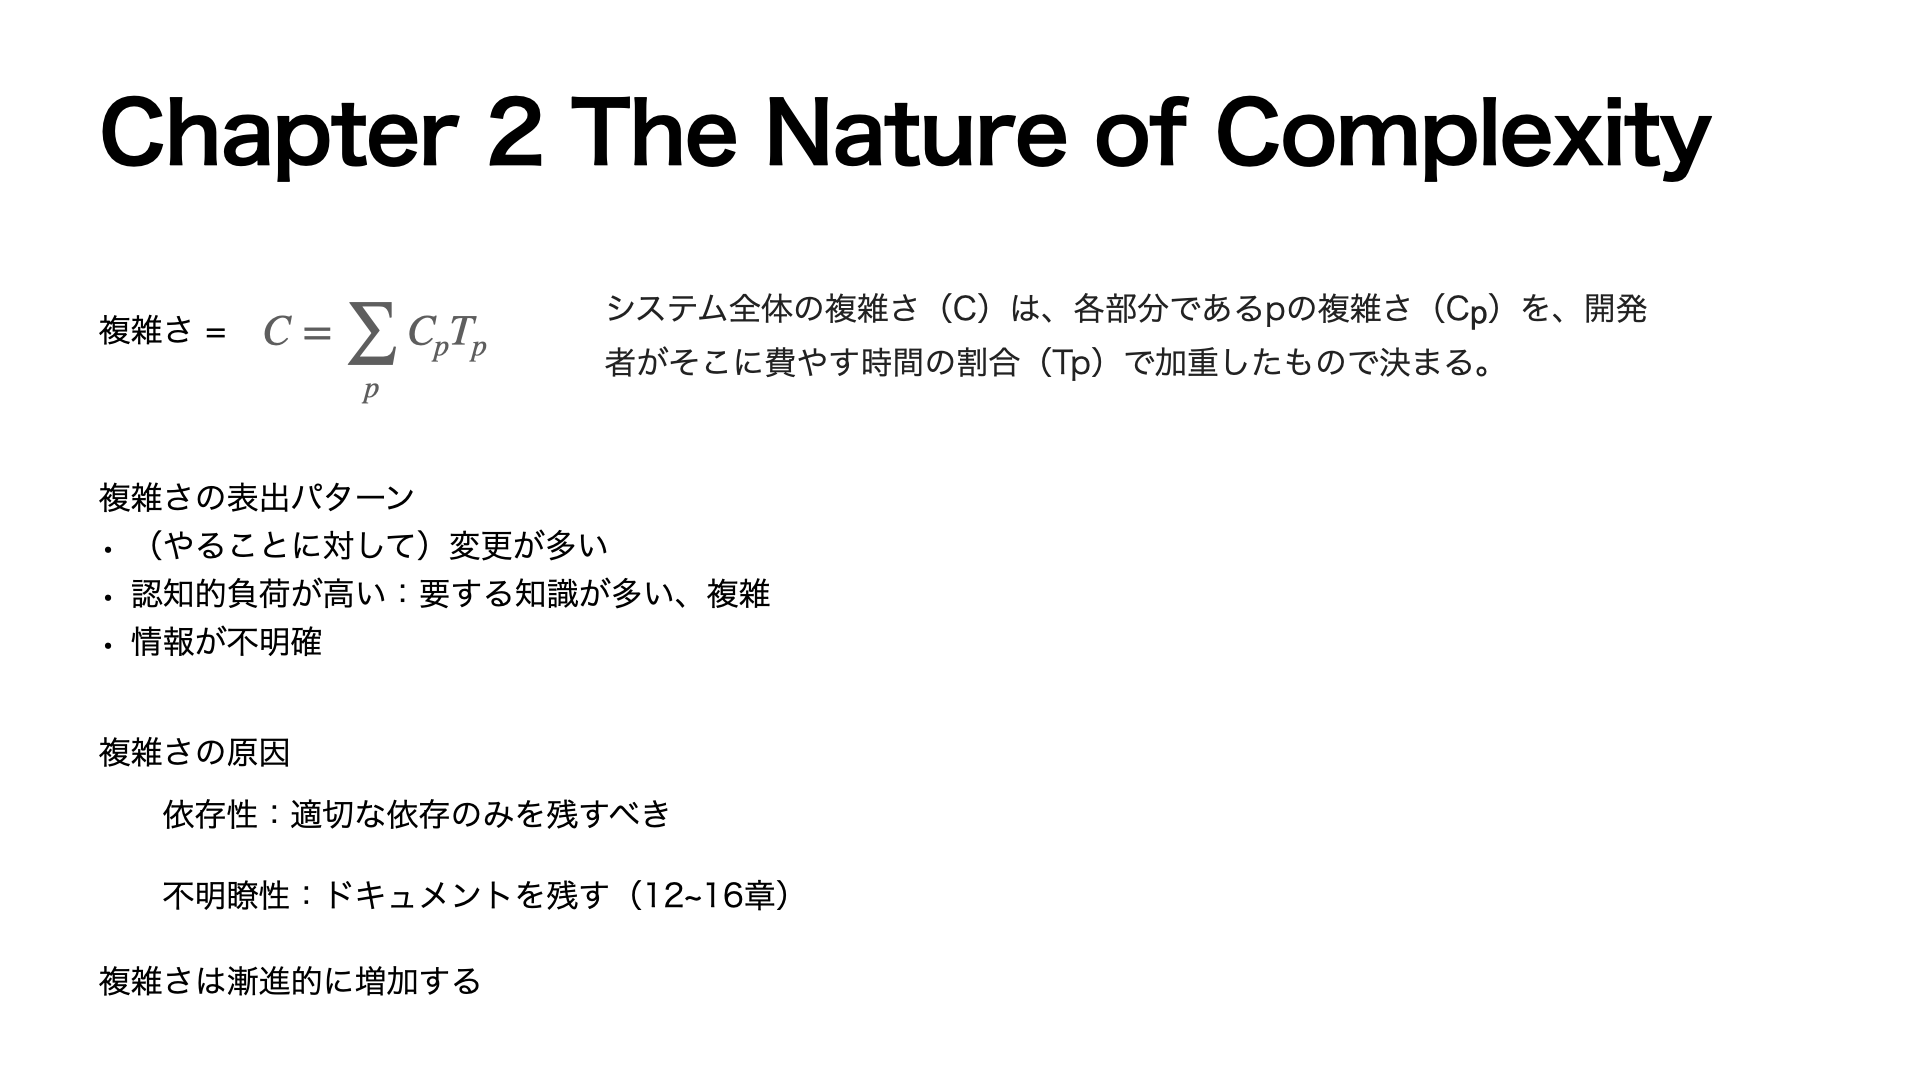 Chapter 2 The Nature of Complexity
複雑さ = C = ∑ CpTp
p
システム全体の複雑さ（C）は、各部分であるpの複雑さ（Cp）を、開発
者がそこに費やす時間の割合（Tp）で加重したもので決まる。
複雑さの表出パターン
• （やることに対して）変更が多い
• 認知的負荷が高い：要する知識が多い、複雑
• 情報が不明確
複雑さの原因
依存性：適切な依存のみを残すべき
不明瞭性：ドキュメントを残す（12~16章）
複雑さは漸進的に増加する